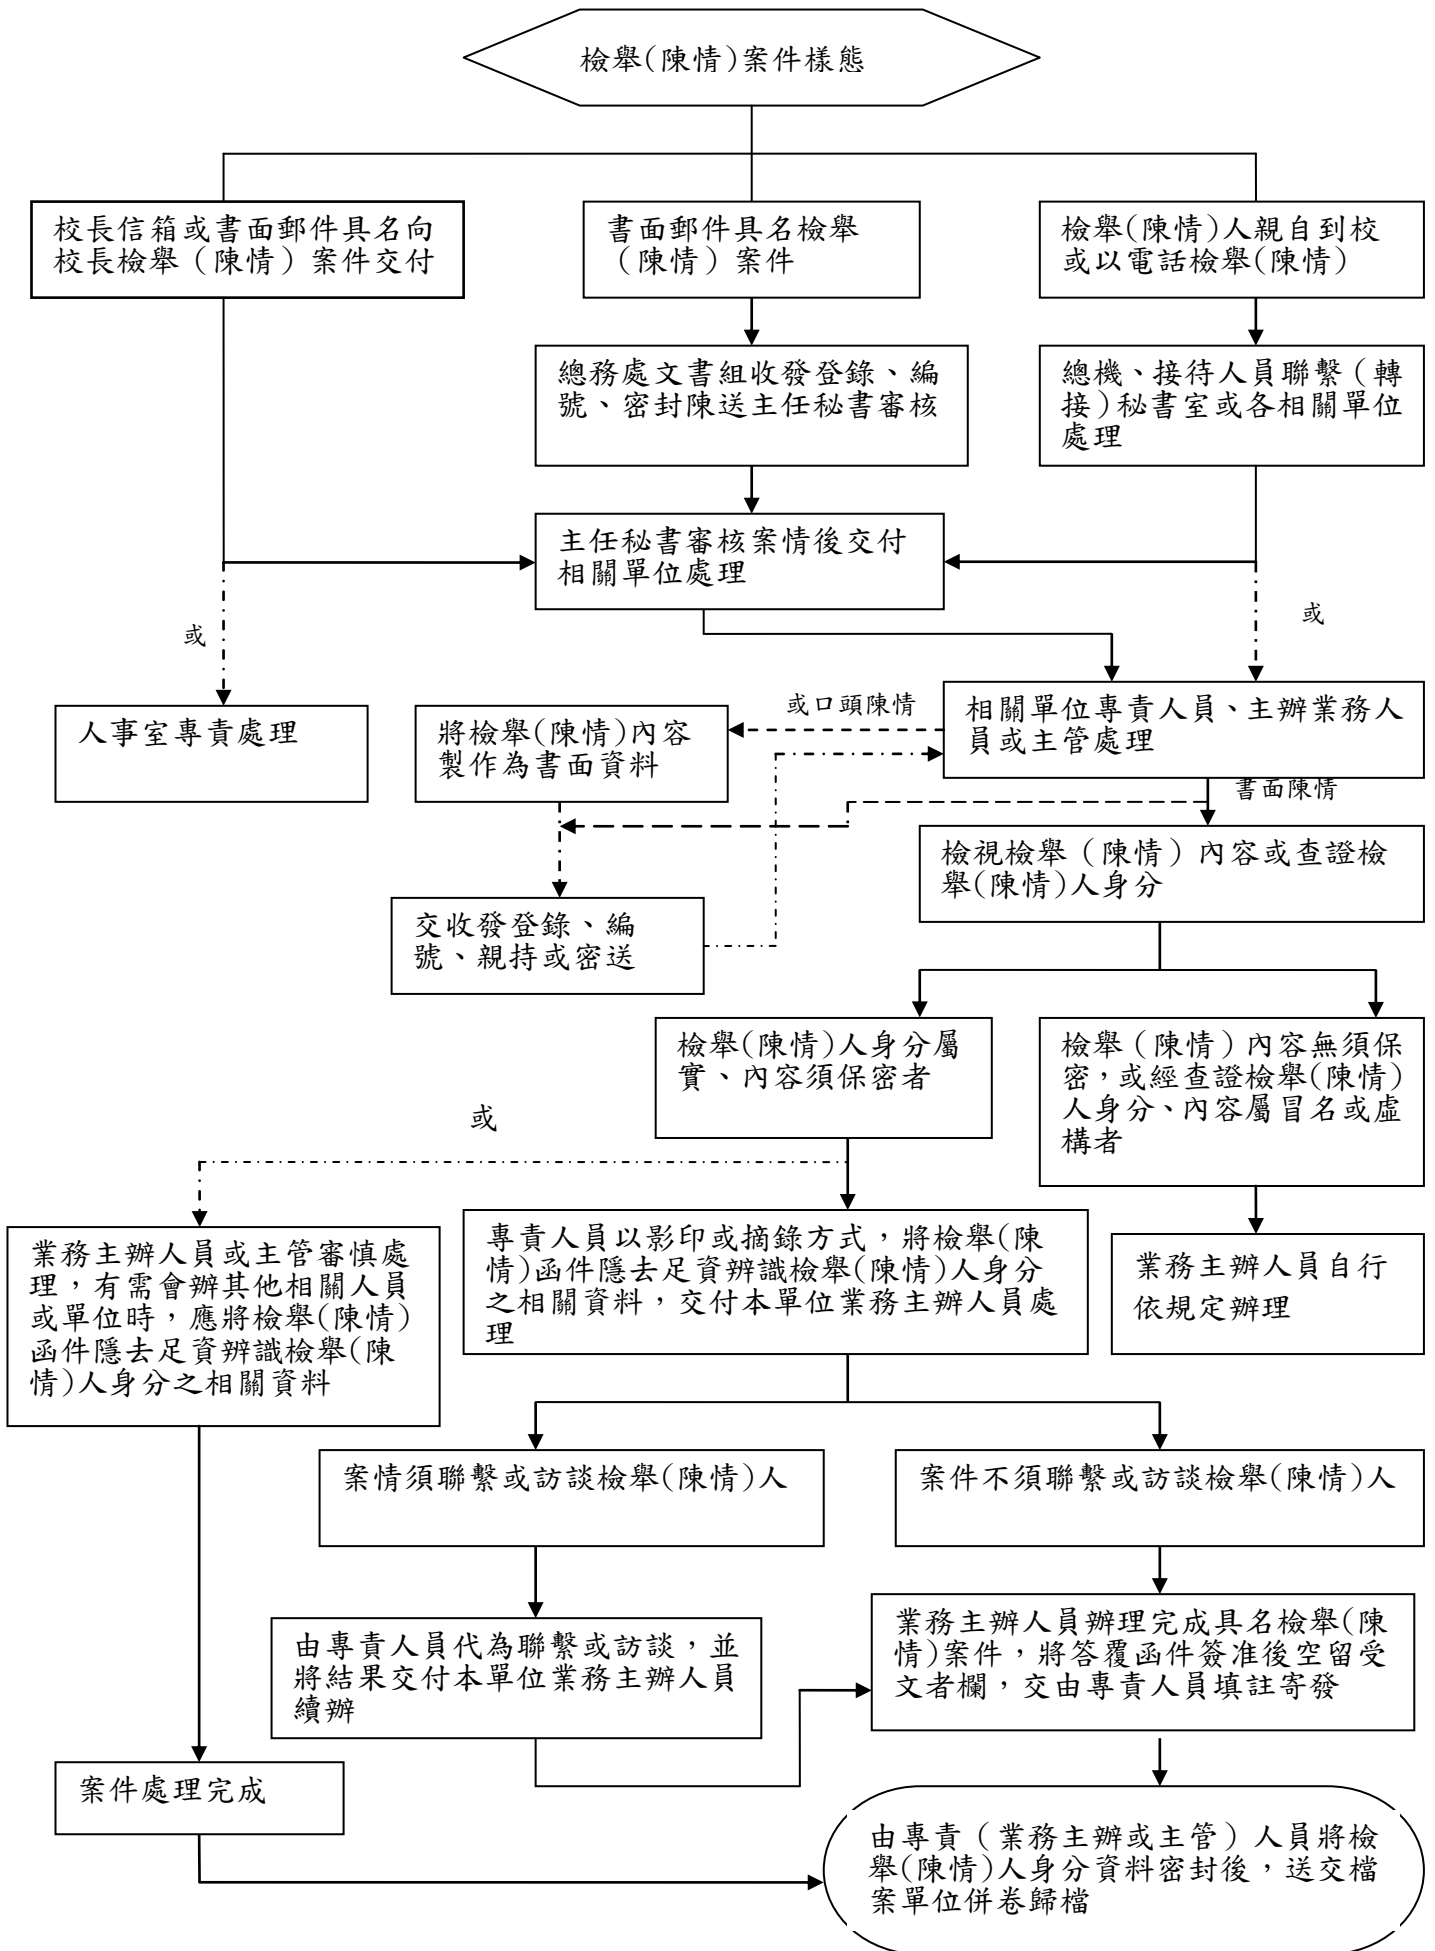 檢舉(陳情)案件樣態
校長信箱或書面郵件具名向
校長檢舉（陳情）案件交付
書面郵件具名檢舉
（陳情）案件
檢舉(陳情)人親自到校
或以電話檢舉(陳情)
總務處文書組收發登錄、編
號、密封陳送主任秘書審核
總機、接待人員聯繫（轉
接）秘書室或各相關單位
處理
主任秘書審核案情後交付
相關單位處理
或
或
人事室專責處理
將檢舉(陳情)內容
製作為書面資料
或口頭陳情
相關單位專責人員、主辦業務人
員或主管處理
書面陳情
檢視檢舉（陳情）內容或查證檢
舉(陳情)人身分
交收發登錄、編
號、親持或密送
檢舉(陳情)人身分屬
實、內容須保密者
檢舉（陳情）內容無須保
密，或經查證檢舉(陳情)
人身分、內容屬冒名或虛
構者
或
業務主辦人員或主管審慎處
理，有需會辦其他相關人員
或單位時，應將檢舉(陳情)
函件隱去足資辨識檢舉(陳
情)人身分之相關資料
專責人員以影印或摘錄方式，將檢舉(陳
情)函件隱去足資辨識檢舉(陳情)人身分
之相關資料，交付本單位業務主辦人員處
理
業務主辦人員自行
依規定辦理
案情須聯繫或訪談檢舉(陳情)人
案件不須聯繫或訪談檢舉(陳情)人
由專責人員代為聯繫或訪談，並
將結果交付本單位業務主辦人員
續辦
業務主辦人員辦理完成具名檢舉(陳
情)案件，將答覆函件簽准後空留受
文者欄，交由專責人員填註寄發
案件處理完成
由專責（業務主辦或主管）人員將檢
舉(陳情)人身分資料密封後，送交檔
案單位併卷歸檔